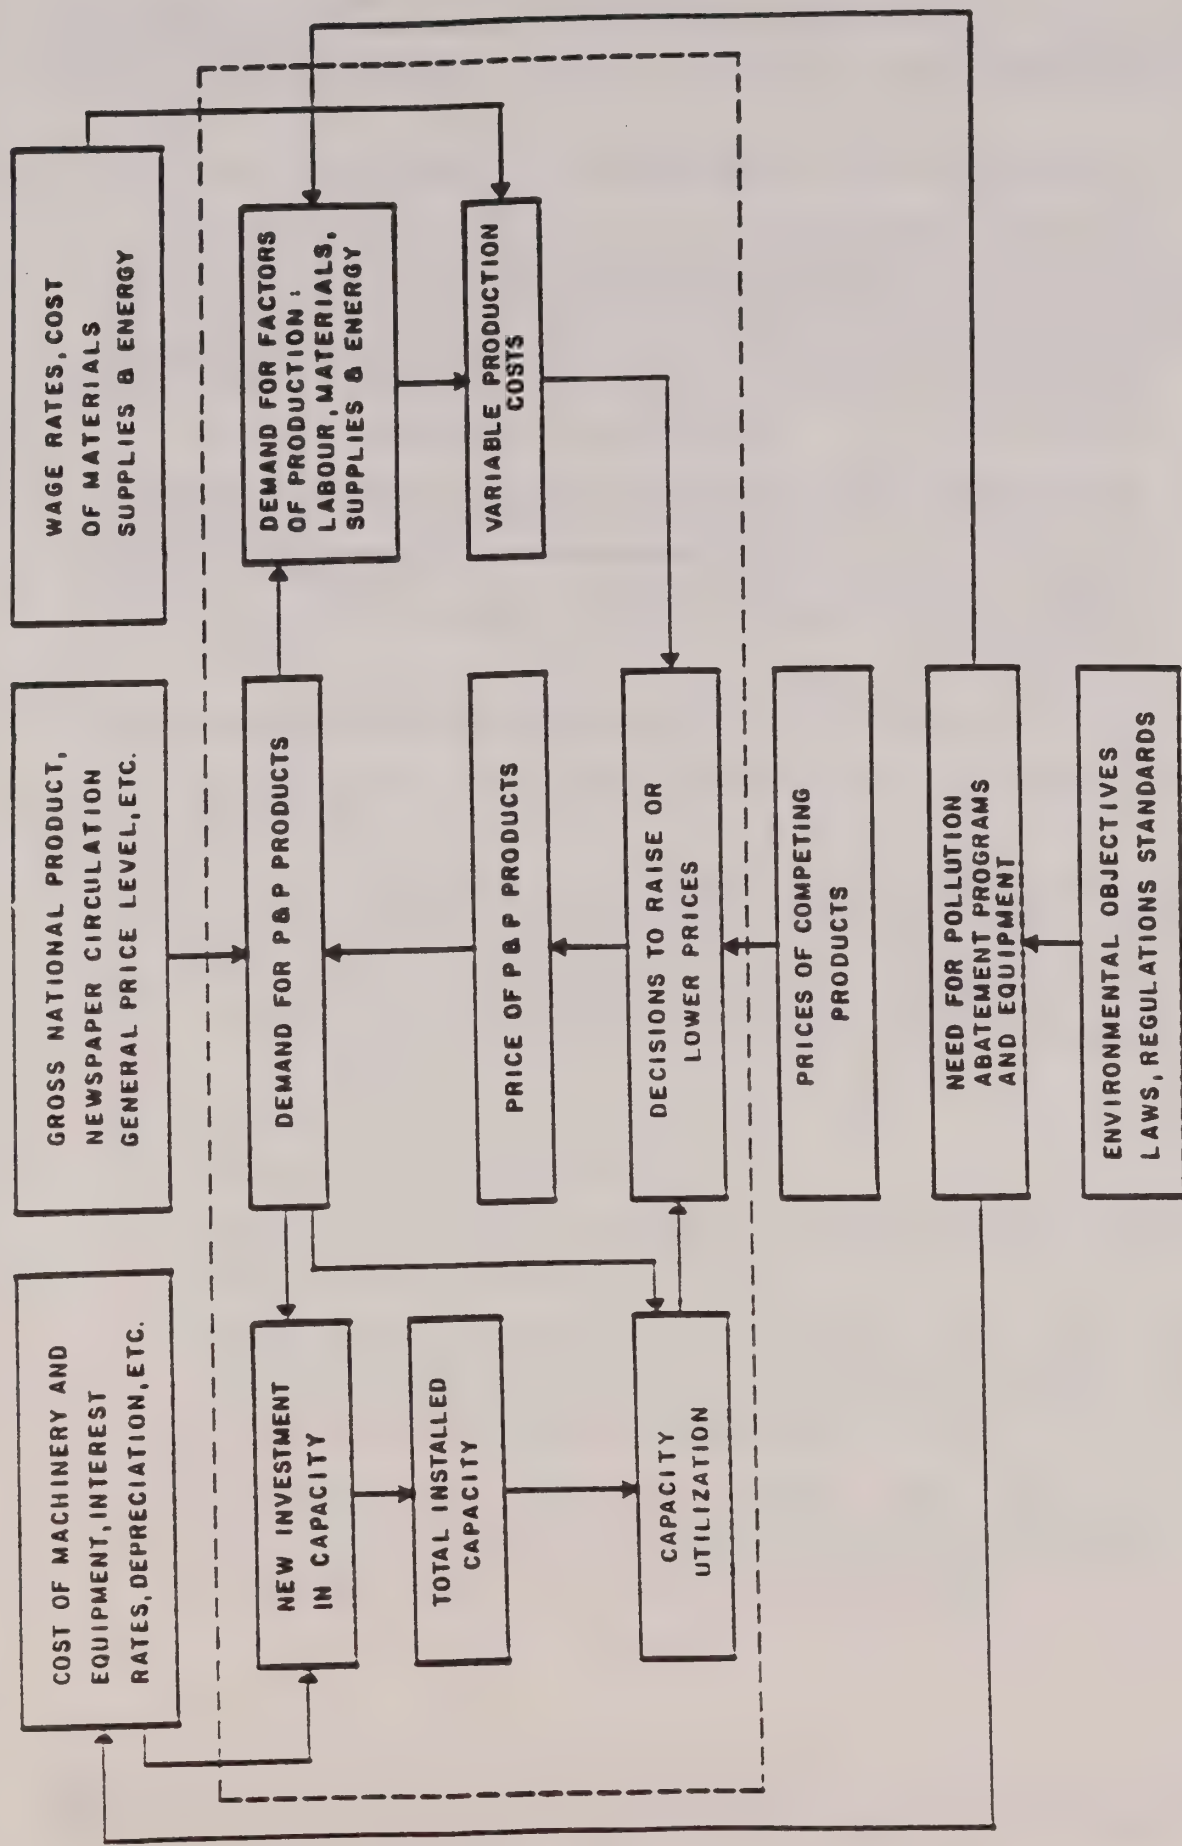 COST OF MACHINERY AND
EQUIPMENT, INTEREST
RATES, DEPRECIATION, ETC.
GROSS NATIONAL PRODUCT,
NEWSPAPER CIRCULATION
GENERAL PRICE LEVEL, ETC.
WAGE RATES, COST
OF MATERIALS
SUPPLIES & ENERGY
NEW INVESTMENT
IN CAPACITY
DEMAND FOR P&P PRODUCTS
DEMAND FOR FACTORS
OF PRODUCTION:
LABOUR, MATERIALS,
SUPPLIES & ENERGY
TOTAL INSTALLED
CAPACITY
PRICE OF P&P PRODUCTS
VARIABLE PRODUCTION
COSTS
CAPACITY
UTILIZATION
DECISIONS TO RAISE OR
LOWER PRICES
PRICES OF COMPETING
PRODUCTS
NEED FOR POLLUTION
ABATEMENT PROGRAMS
AND EQUIPMENT
ENVIRONMENTAL OBJECTIVES
LAWS, REGULATIONS STANDARDS